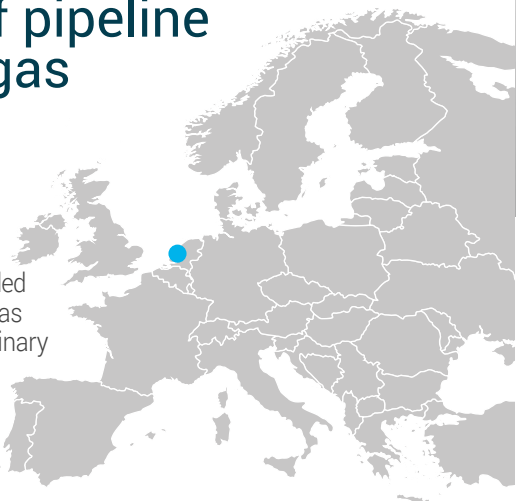 f pipeline
gas
led
as
inary